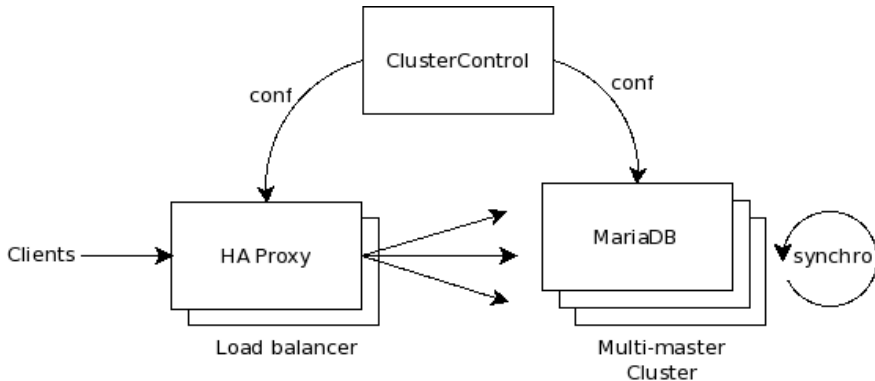 ClusterControl
conf
conf
Clients
HA Proxy
MariaDB
synchro
Load balancer
Multi-master
Cluster